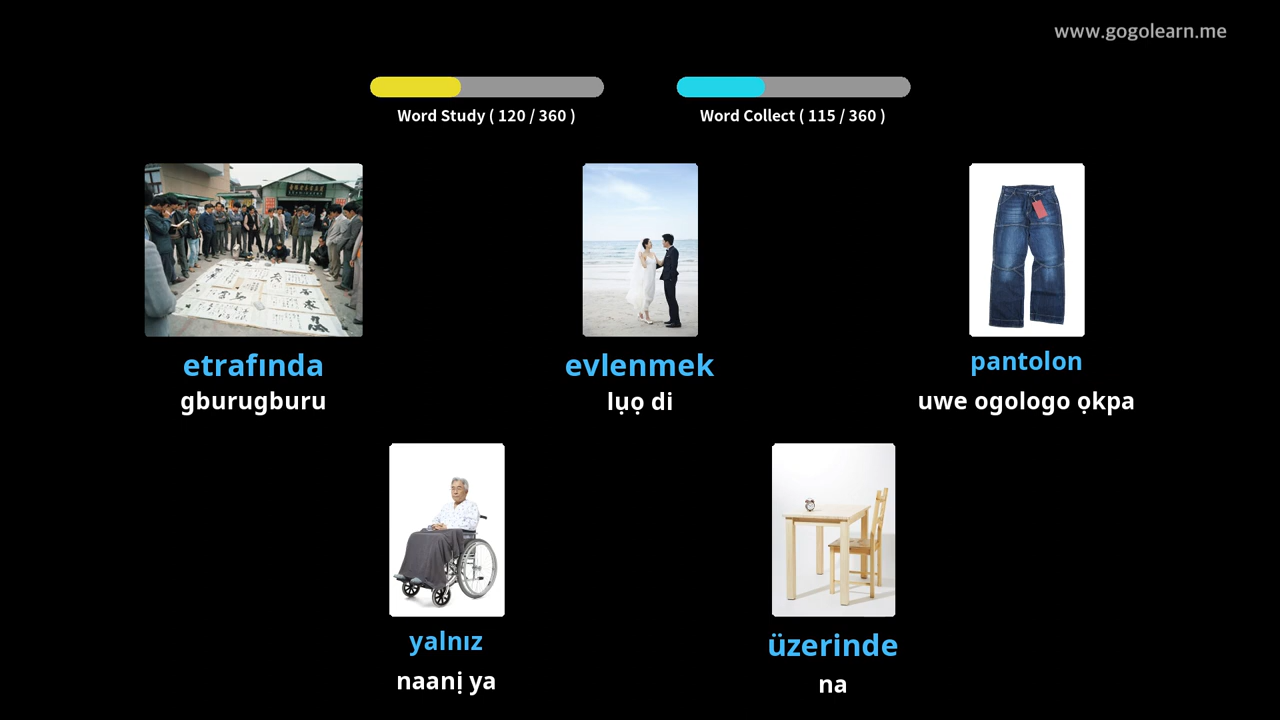 www.gogolearn.me
Word Study ( 120 / 360 )
Word Collect ( 115 / 360 )
etrafında
gburugburu
evlenmek
lụọ di
pantolon
uwe ogologo ọkpa
yalnız
naanị ya
üzerinde
na